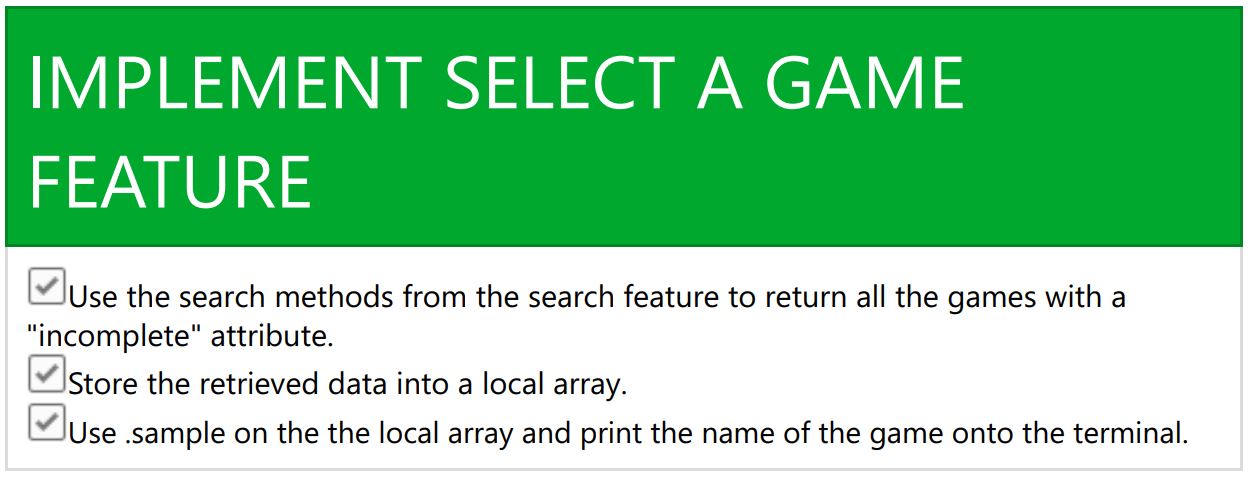 IMPLEMENT SELECT A GAME
FEATURE
Use the search methods from the search feature to return all the games with a
"incomplete" attribute.
Store the retrieved data into a local array.
Use .sample on the the local array and print the name of the game onto the terminal.